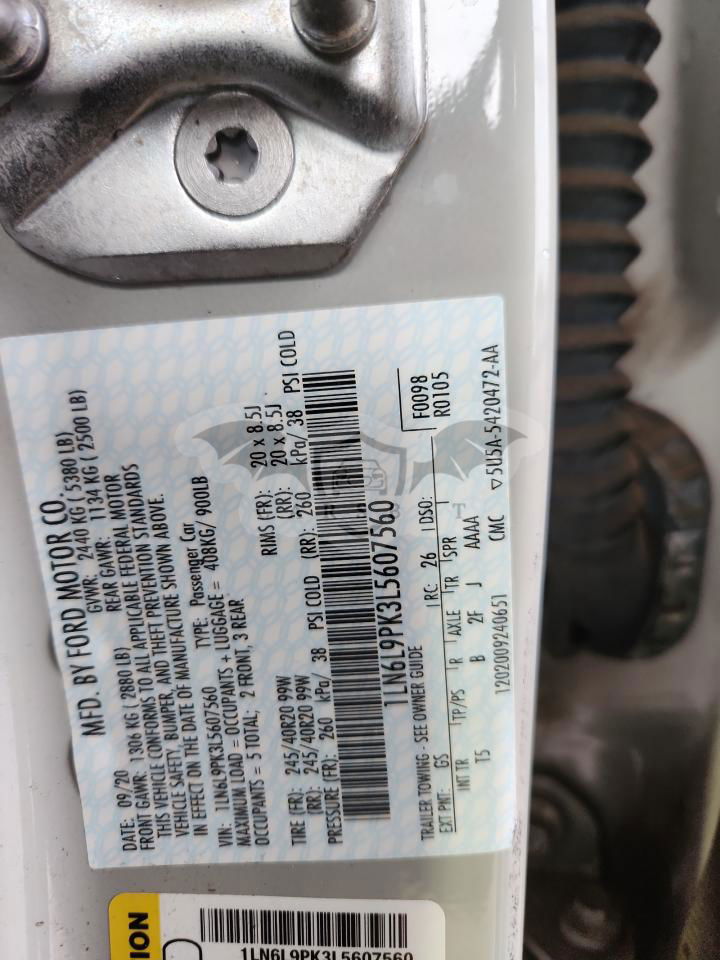 MFD. BY FORD MOTOR CO.
DATE: 09/20 GVWR: 2440 KG ( 5380 LB)
FRONT GAWR: 1306 KG ( 2880 LB) REAR GAWR: 1134 KG ( 2500 LB)
THIS VEHICLE CONFORMS TO ALL APPLICABLE FEDERAL MOTOR
VEHICLE SAFETY, BUMPER, AND THEFT PREVENTION STANDARDS
IN EFFECT ON THE DATE OF MANUFACTURE SHOWN ABOVE.
VIN: 1LN6L9PK3L5607560 TYPE: Passenger Car
MAXIMUM LOAD = OCCUPANTS + LUGGAGE = 408KG/ 900LB
OCCUPANTS = 5 TOTAL; 2 FRONT, 3 REAR
TIRE (FR): 245/40R20 99W RIMS (FR): 20 x 8.5J
(RR): 245/40R20 99W (RR): 20 x 8.5J
PRESSURE (FR): 260 kPa/ 38 PSI COLD (RR): 260 kPa/ 38 PSI COLD
1LN6L9PK3L5607560
TRAILER TOWING - SEE OWNER GUIDE
F0098
R0105
EXT PNT: GS RC: 26 DSO:
INT TR TP/PS R AXLE TR SPR
T5 B 2F J AAAA
1202009240651 CMC ▽5U5A-5420472-AA
ION
1LN6L9PK3L5607560